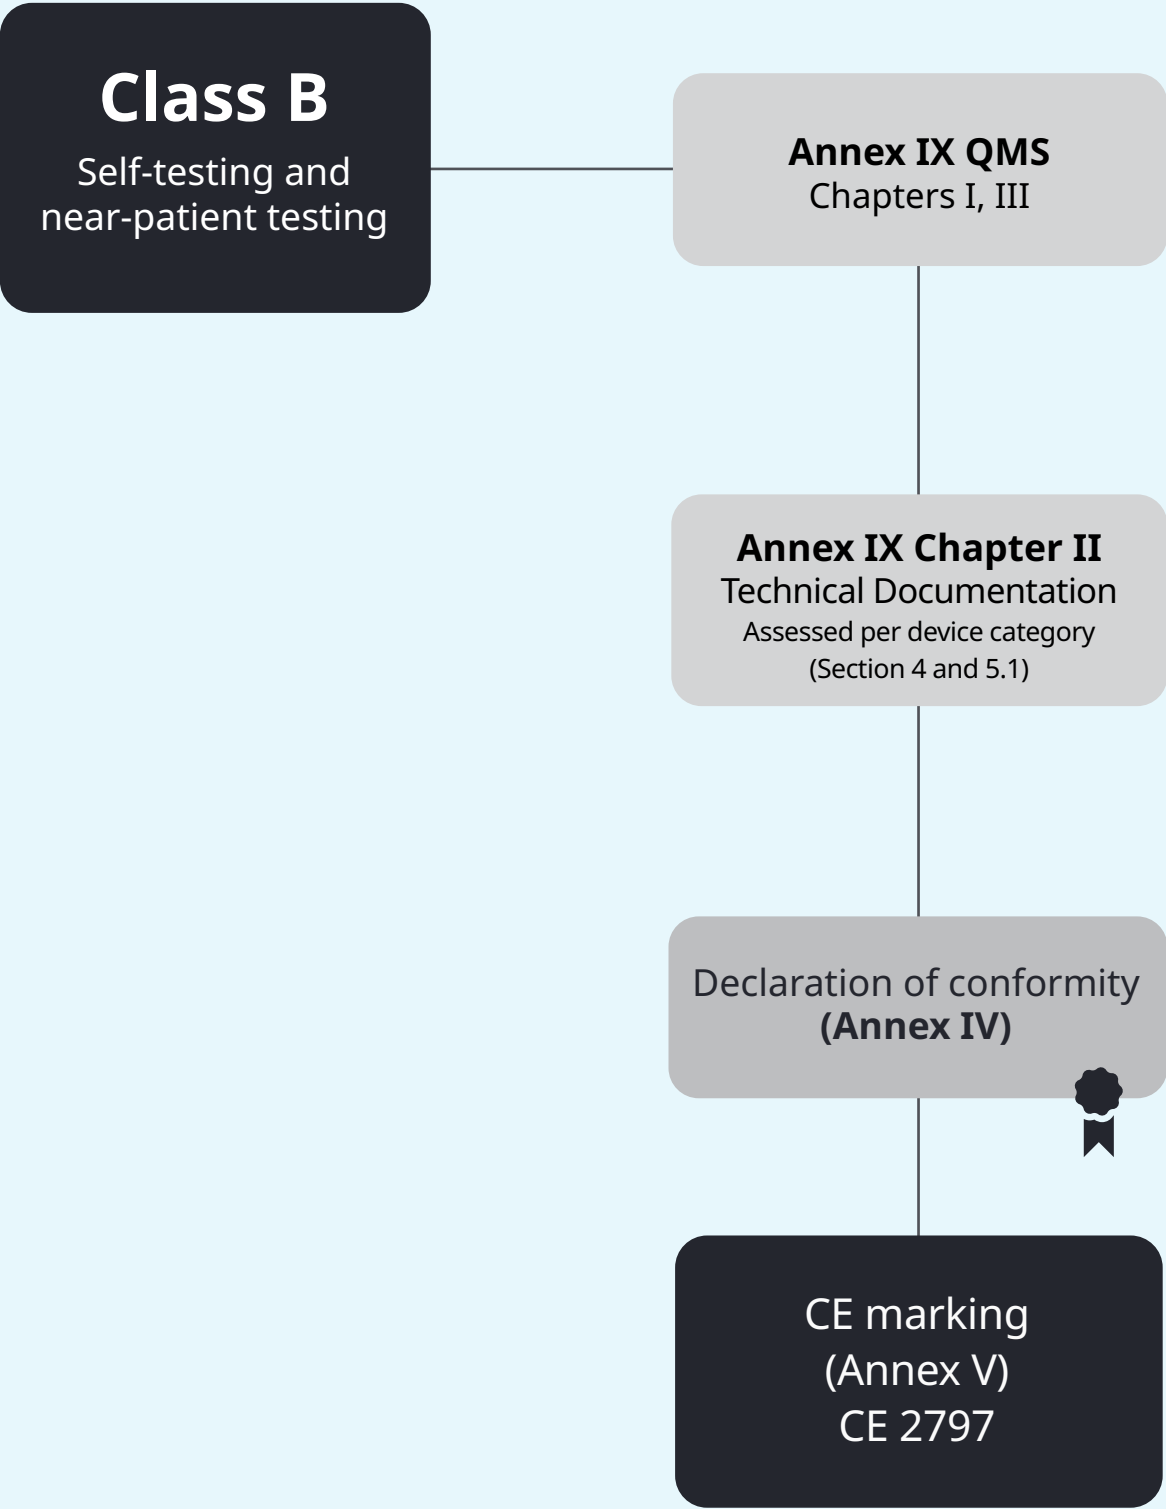 Class B
Self-testing and
near-patient testing
Annex IX QMS
Chapters I, III
Annex IX Chapter II
Technical Documentation
Assessed per device category
(Section 4 and 5.1)
Declaration of conformity
(Annex IV)
CE marking
(Annex V)
CE 2797